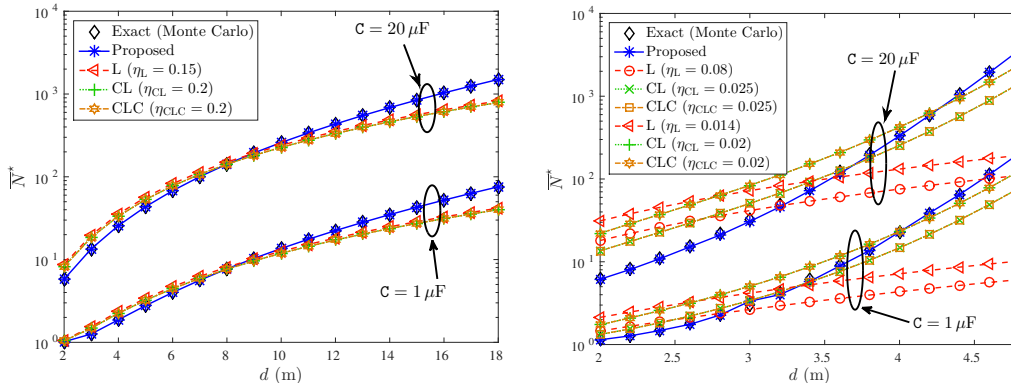 Exact (Monte Carlo)
Proposed
L (η_L = 0.15)
CL (η_CL = 0.2)
CLC (η_CLC = 0.2)
C = 20 μF
C = 1 μF
10^4
10^3
10^2
10^1
10^0
N̅*
2 4 6 8 10 12 14 16 18
d (m)
Exact (Monte Carlo)
Proposed
L (η_L = 0.08)
CL (η_CL = 0.025)
CLC (η_CLC = 0.025)
L (η_L = 0.014)
CL (η_CL = 0.02)
CLC (η_CLC = 0.02)
C = 20 μF
C = 1 μF
10^4
10^3
10^2
10^1
10^0
N̅*
2 2.5 3 3.5 4 4.5
d (m)